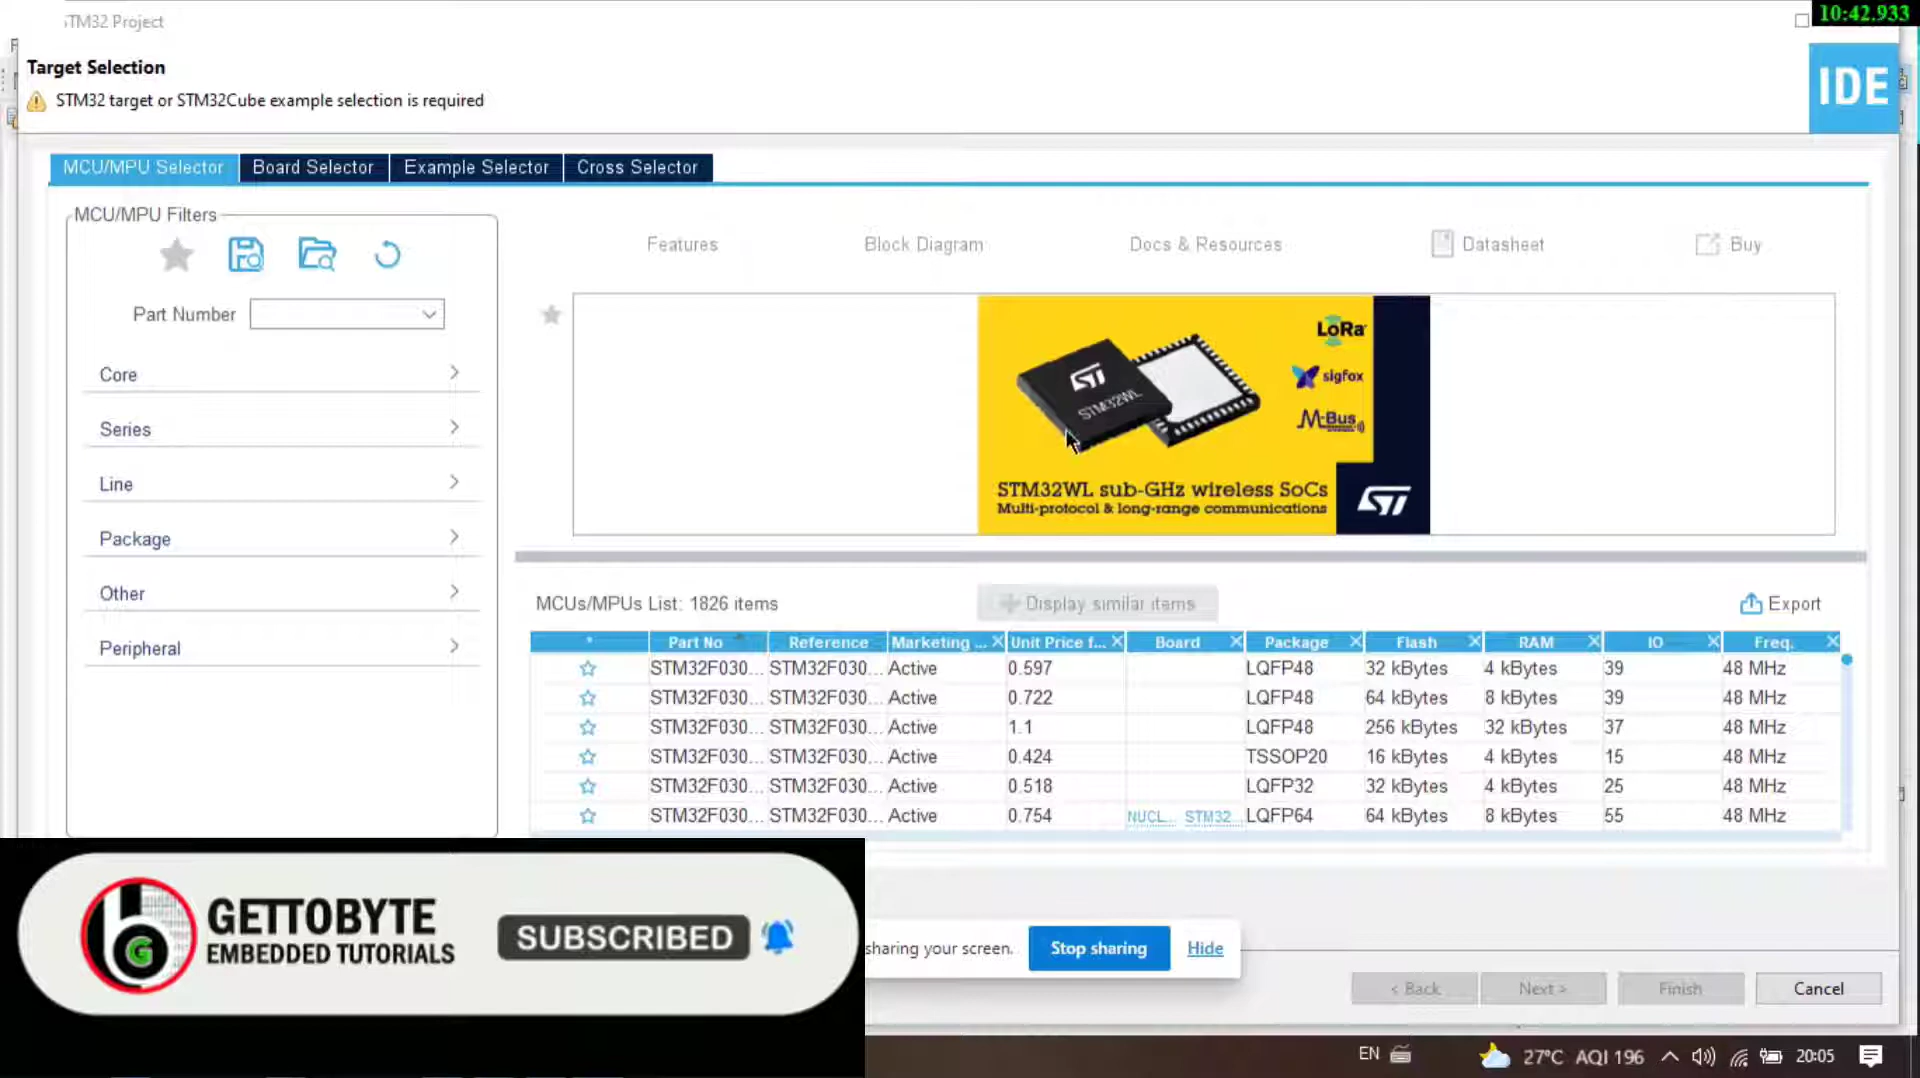 STM32 Project
10:42.933
Target Selection
STM32 target or STM32Cube example selection is required
IDE
MCU/MPU Selector Board Selector Example Selector Cross Selector
MCU/MPU Filters
Features Block Diagram Docs & Resources Datasheet Buy
Part Number
Core
Series
Line
Package
Other
Peripheral
LoRa
sigfox
M-Bus
ST
STM32WL
STM32WL sub-GHz wireless SoCs
Multi-protocol & long-range communications
ST
MCUs/MPUs List: 1826 items
Display similar items
Export
* Part No Reference Marketing ... Unit Price f... Board Package Flash RAM IO Freq.
STM32F030... STM32F030... Active 0.597 LQFP48 32 kBytes 4 kBytes 39 48 MHz
STM32F030... STM32F030... Active 0.722 LQFP48 64 kBytes 8 kBytes 39 48 MHz
STM32F030... STM32F030... Active 1.1 LQFP48 256 kBytes 32 kBytes 37 48 MHz
STM32F030... STM32F030... Active 0.424 TSSOP20 16 kBytes 4 kBytes 15 48 MHz
STM32F030... STM32F030... Active 0.518 LQFP32 32 kBytes 4 kBytes 25 48 MHz
STM32F030... STM32F030... Active 0.754 NUCL... STM32... LQFP64 64 kBytes 8 kBytes 55 48 MHz
GETTOBYTE
EMBEDDED TUTORIALS
SUBSCRIBED
sharing your screen. Stop sharing Hide
< Back Next > Finish Cancel
EN 27°C AQI 196 20:05